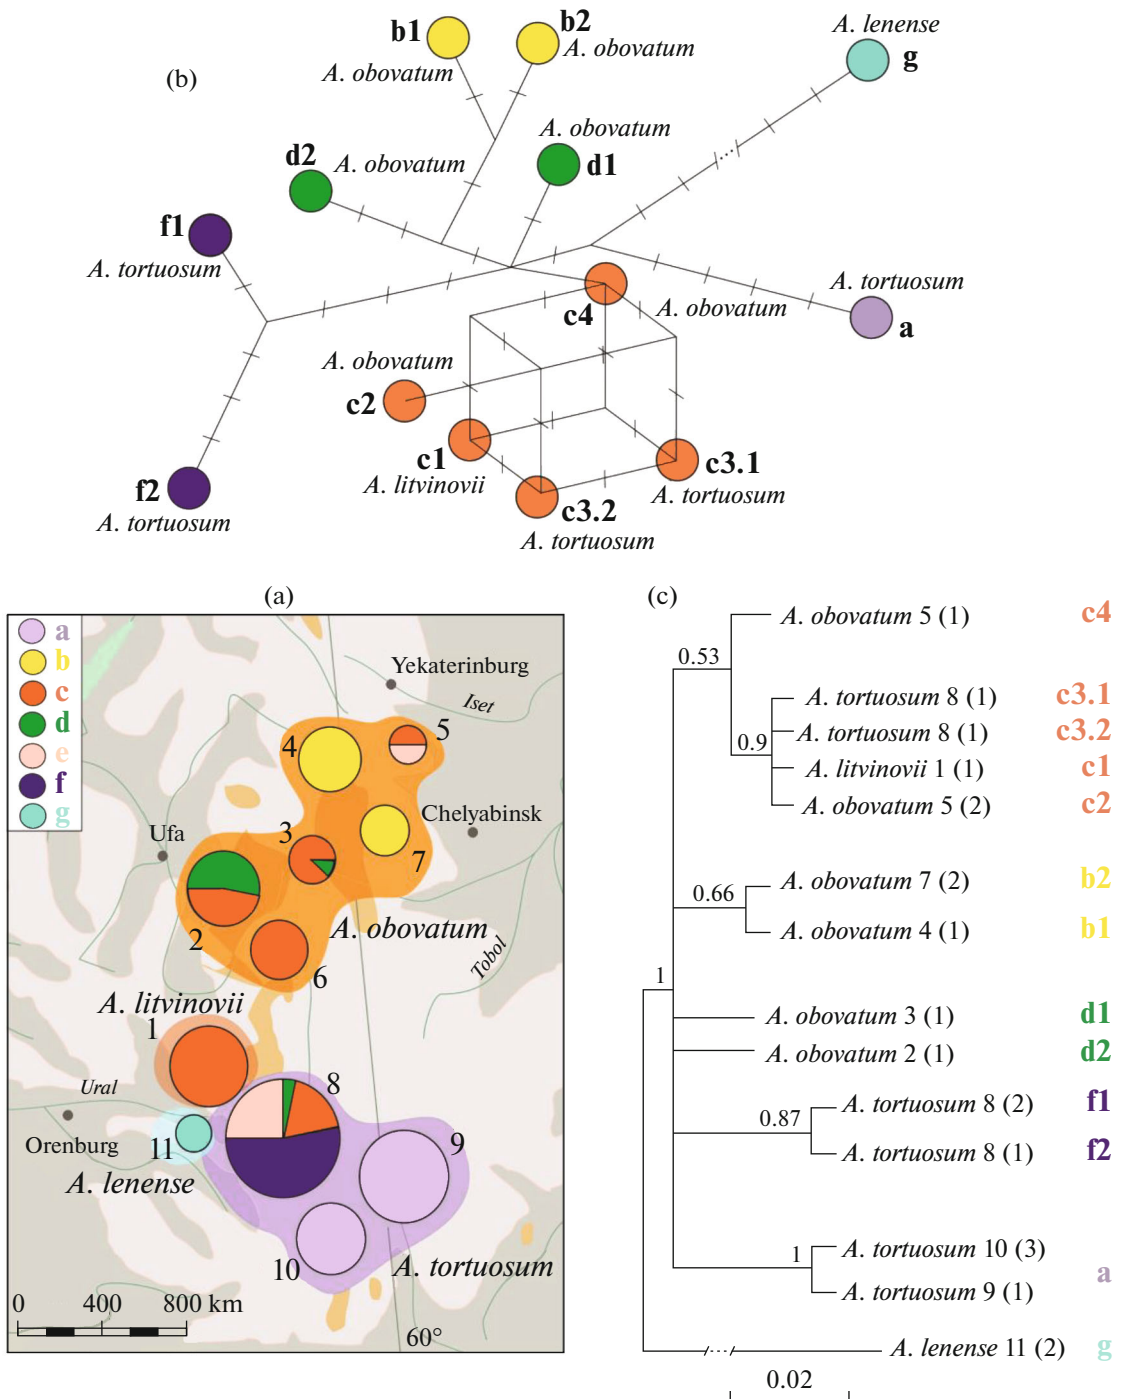 (b)
b1
A. obovatum
b2
A. obovatum
A. lenense
g
d2
A. obovatum
A. obovatum
d1
f1
A. tortuosum
A. tortuosum
a
c4
A. obovatum
A. obovatum
c2
c1
A. litvinovii
c3.1
A. tortuosum
c3.2
A. tortuosum
f2
A. tortuosum
(a)
a
b
c
d
e
f
g
Yekaterinburg
Iset
4
5
Chelyabinsk
Ufa
3
7
2
6
A. obovatum
Tobol
A. litvinovii
1
Ural
8
Orenburg
11
9
A. lenense
10
A. tortuosum
0 400 800 km
60°
(c)
A. obovatum 5 (1) c4
0.53
A. tortuosum 8 (1) c3.1
A. tortuosum 8 (1) c3.2
0.9
A. litvinovii 1 (1) c1
A. obovatum 5 (2) c2
A. obovatum 7 (2) b2
0.66
A. obovatum 4 (1) b1
1
A. obovatum 3 (1) d1
A. obovatum 2 (1) d2
A. tortuosum 8 (2) f1
0.87
A. tortuosum 8 (1) f2
A. tortuosum 10 (3)
1
a
A. tortuosum 9 (1)
A. lenense 11 (2) g
0.02